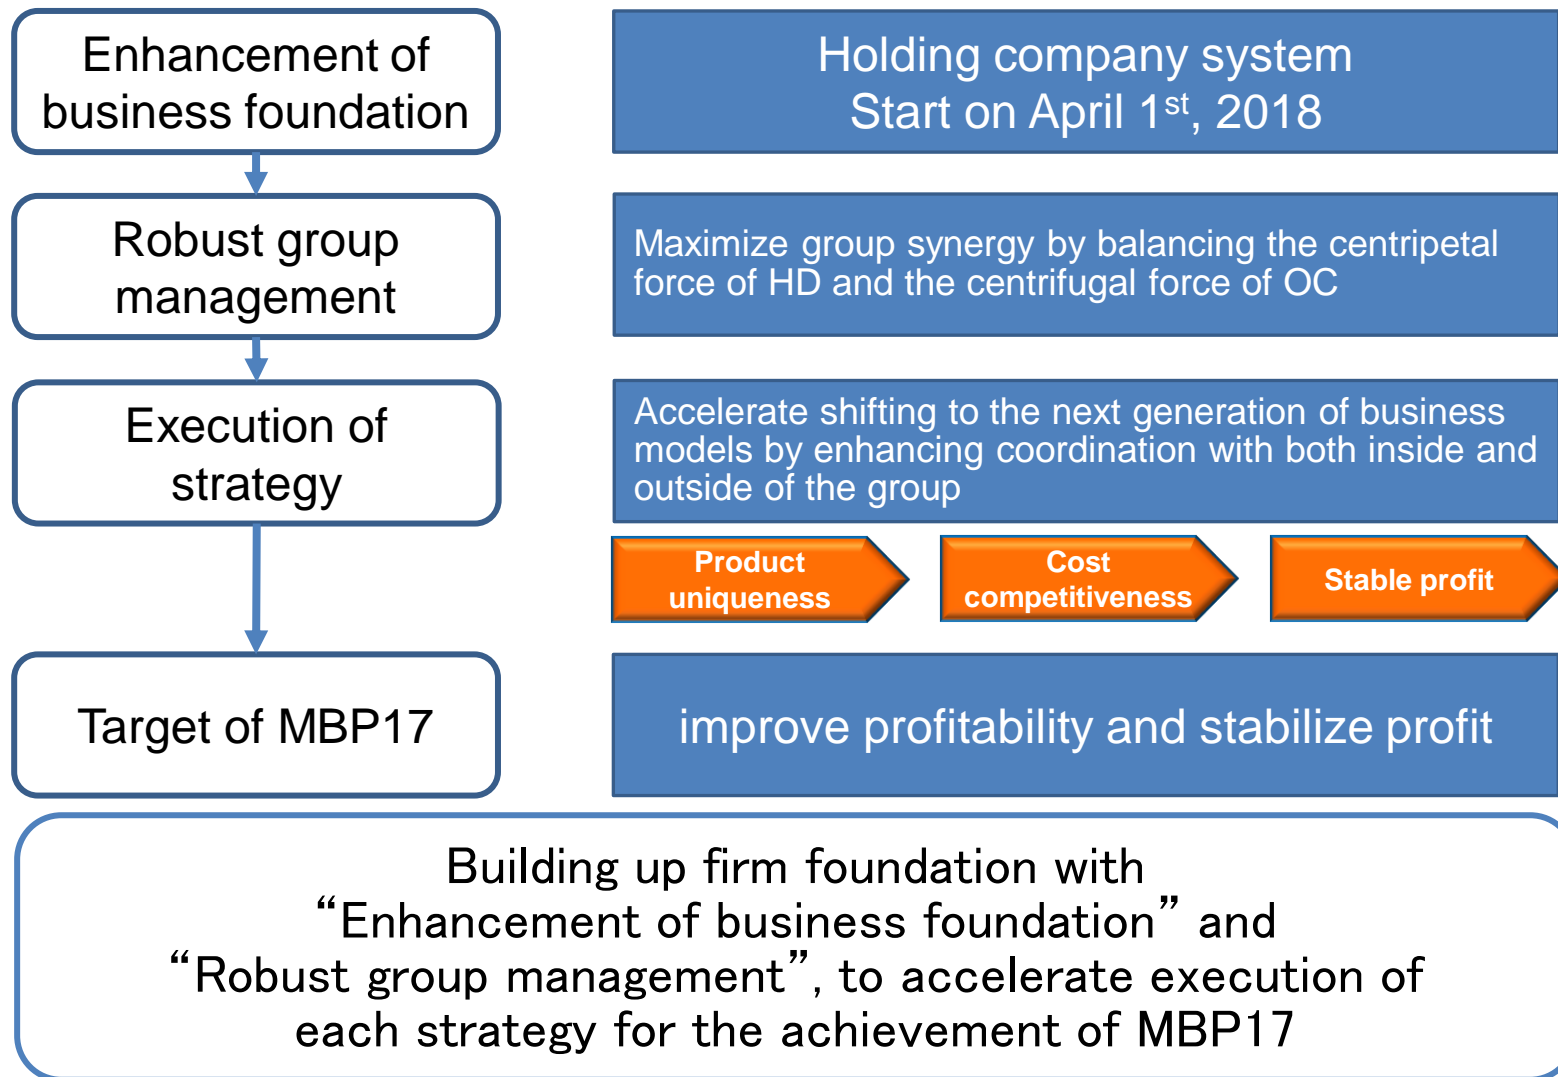 Enhancement of
business foundation
Holding company system
Start on April 1st, 2018
Robust group
management
Maximize group synergy by balancing the centripetal
force of HD and the centrifugal force of OC
Execution of
strategy
Accelerate shifting to the next generation of business
models by enhancing coordination with both inside and
outside of the group
Product
uniqueness
Cost
competitiveness
Stable profit
Target of MBP17
improve profitability and stabilize profit
Building up firm foundation with
“Enhancement of business foundation” and
“Robust group management”, to accelerate execution of
each strategy for the achievement of MBP17